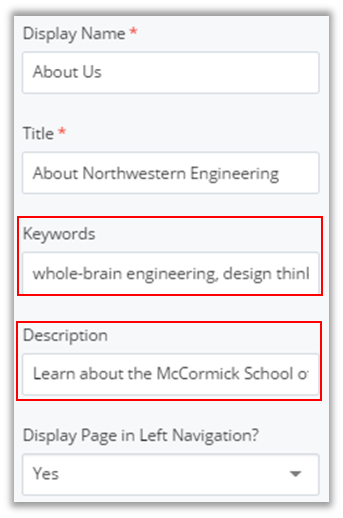 Display Name *
About Us
Title *
About Northwestern Engineering
Keywords
whole-brain engineering, design
Description
Learn about the McCormick School
Display Page in Left Navigation?
Yes